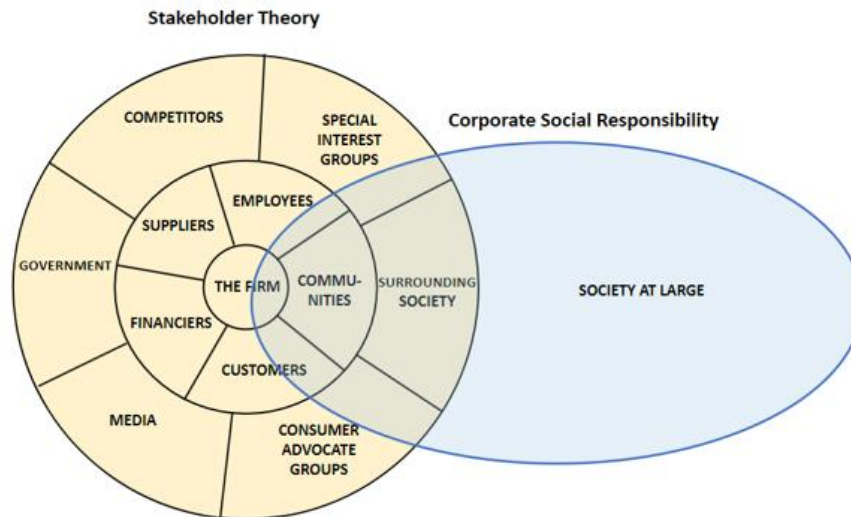 Stakeholder Theory
COMPETITORS
SPECIAL
INTEREST
GROUPS
Corporate Social Responsibility
EMPLOYEES
SUPPLIERS
GOVERNMENT
THE FIRM
COMMU-
NITIES
SURROUNDING
SOCIETY
SOCIETY AT LARGE
FINANCIERS
CUSTOMERS
MEDIA
CONSUMER
ADVOCATE
GROUPS